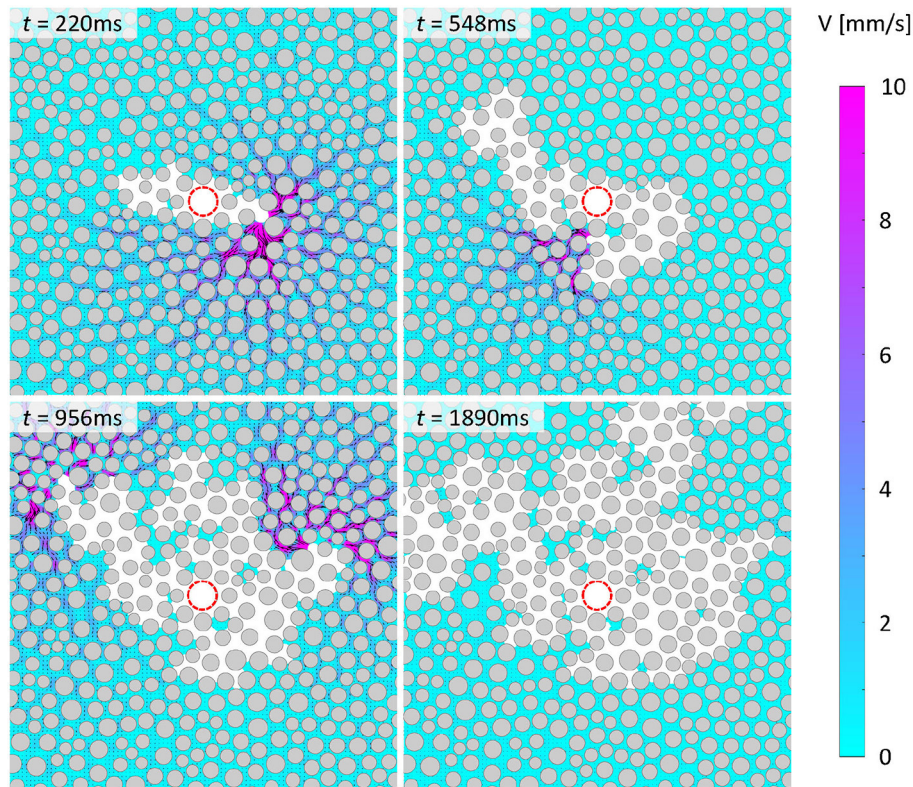 t = 220ms
t = 548ms
V [mm/s]
10
8
6
4
2
0
t = 956ms
t = 1890ms